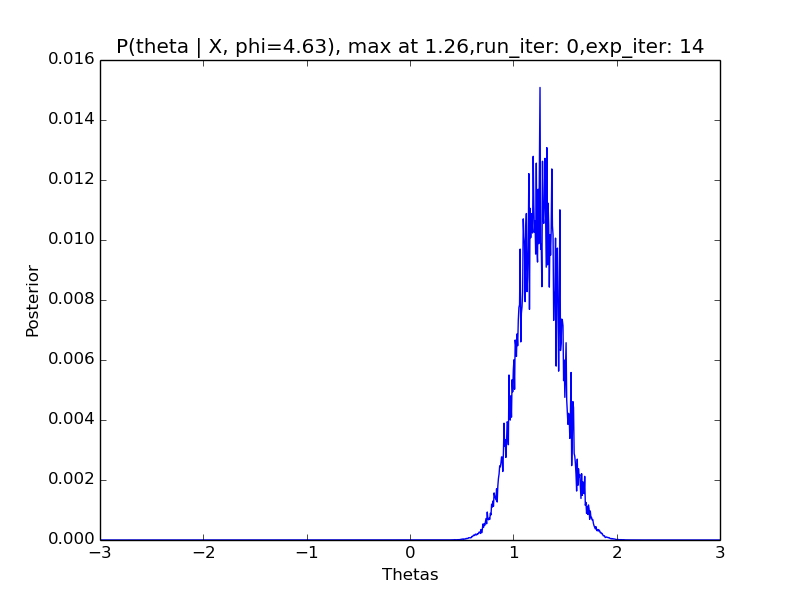 P(theta | X, phi=4.63), max at 1.26,run_iter: 0,exp_iter: 14
0.016
0.014
0.012
0.010
0.008
0.006
0.004
0.002
0.000
Posterior
−3 −2 −1 0 1 2 3
Thetas